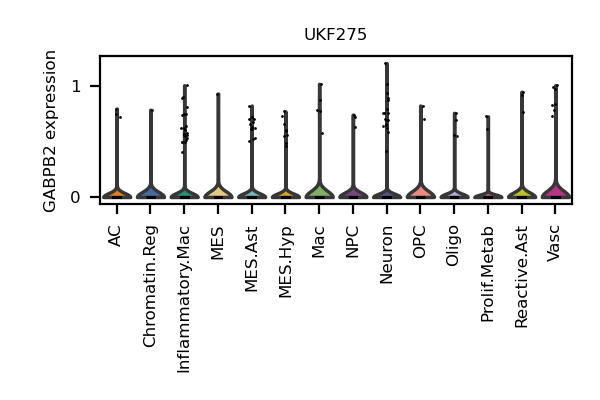 UKF275
GABPB2 expression
1
0
AC
Chromatin.Reg
Inflammatory.Mac
MES
MES.Ast
MES.Hyp
Mac
NPC
Neuron
OPC
Oligo
Prolif.Metab
Reactive.Ast
Vasc